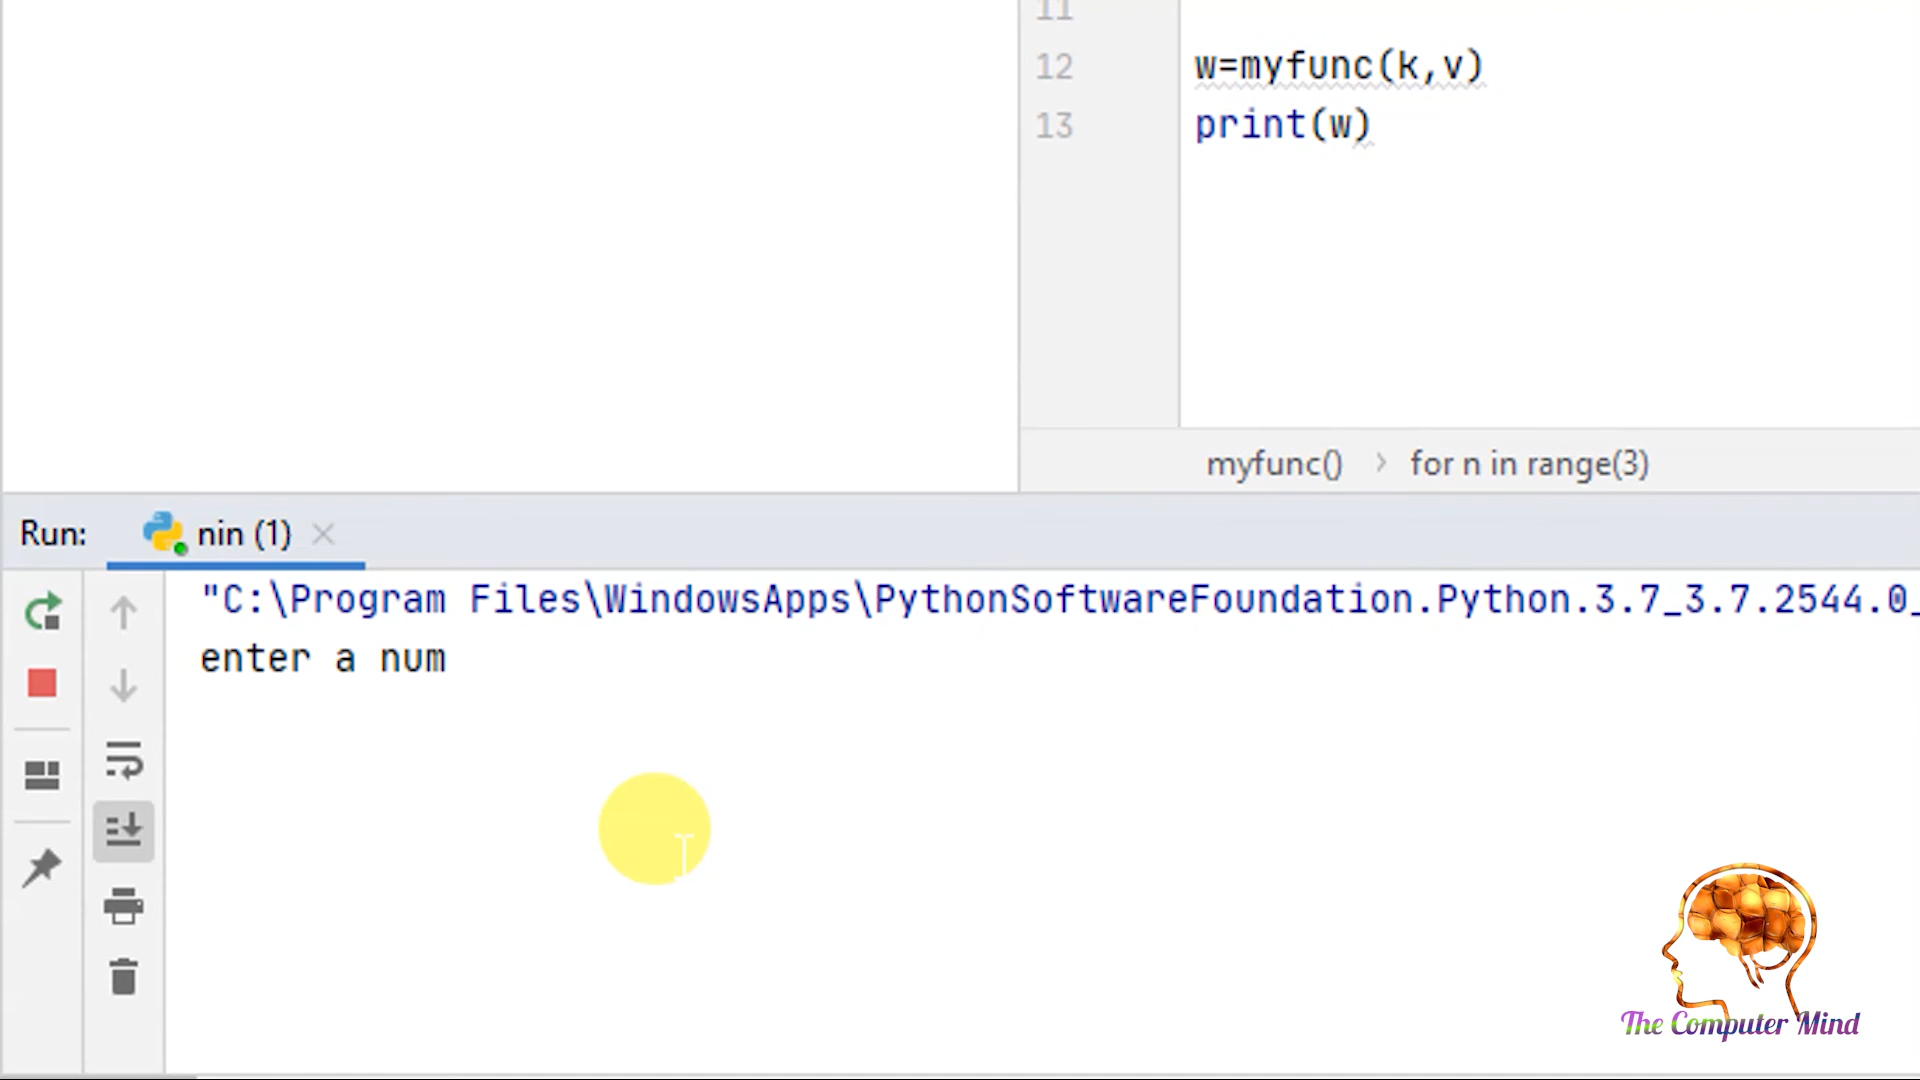 11
12 w=myfunc(k,v)
13 print(w)
myfunc() › for n in range(3)
Run: nin (1)
"C:\Program Files\WindowsApps\PythonSoftwareFoundation.Python.3.7_3.7.2544.0_
enter a num
The Computer Mind